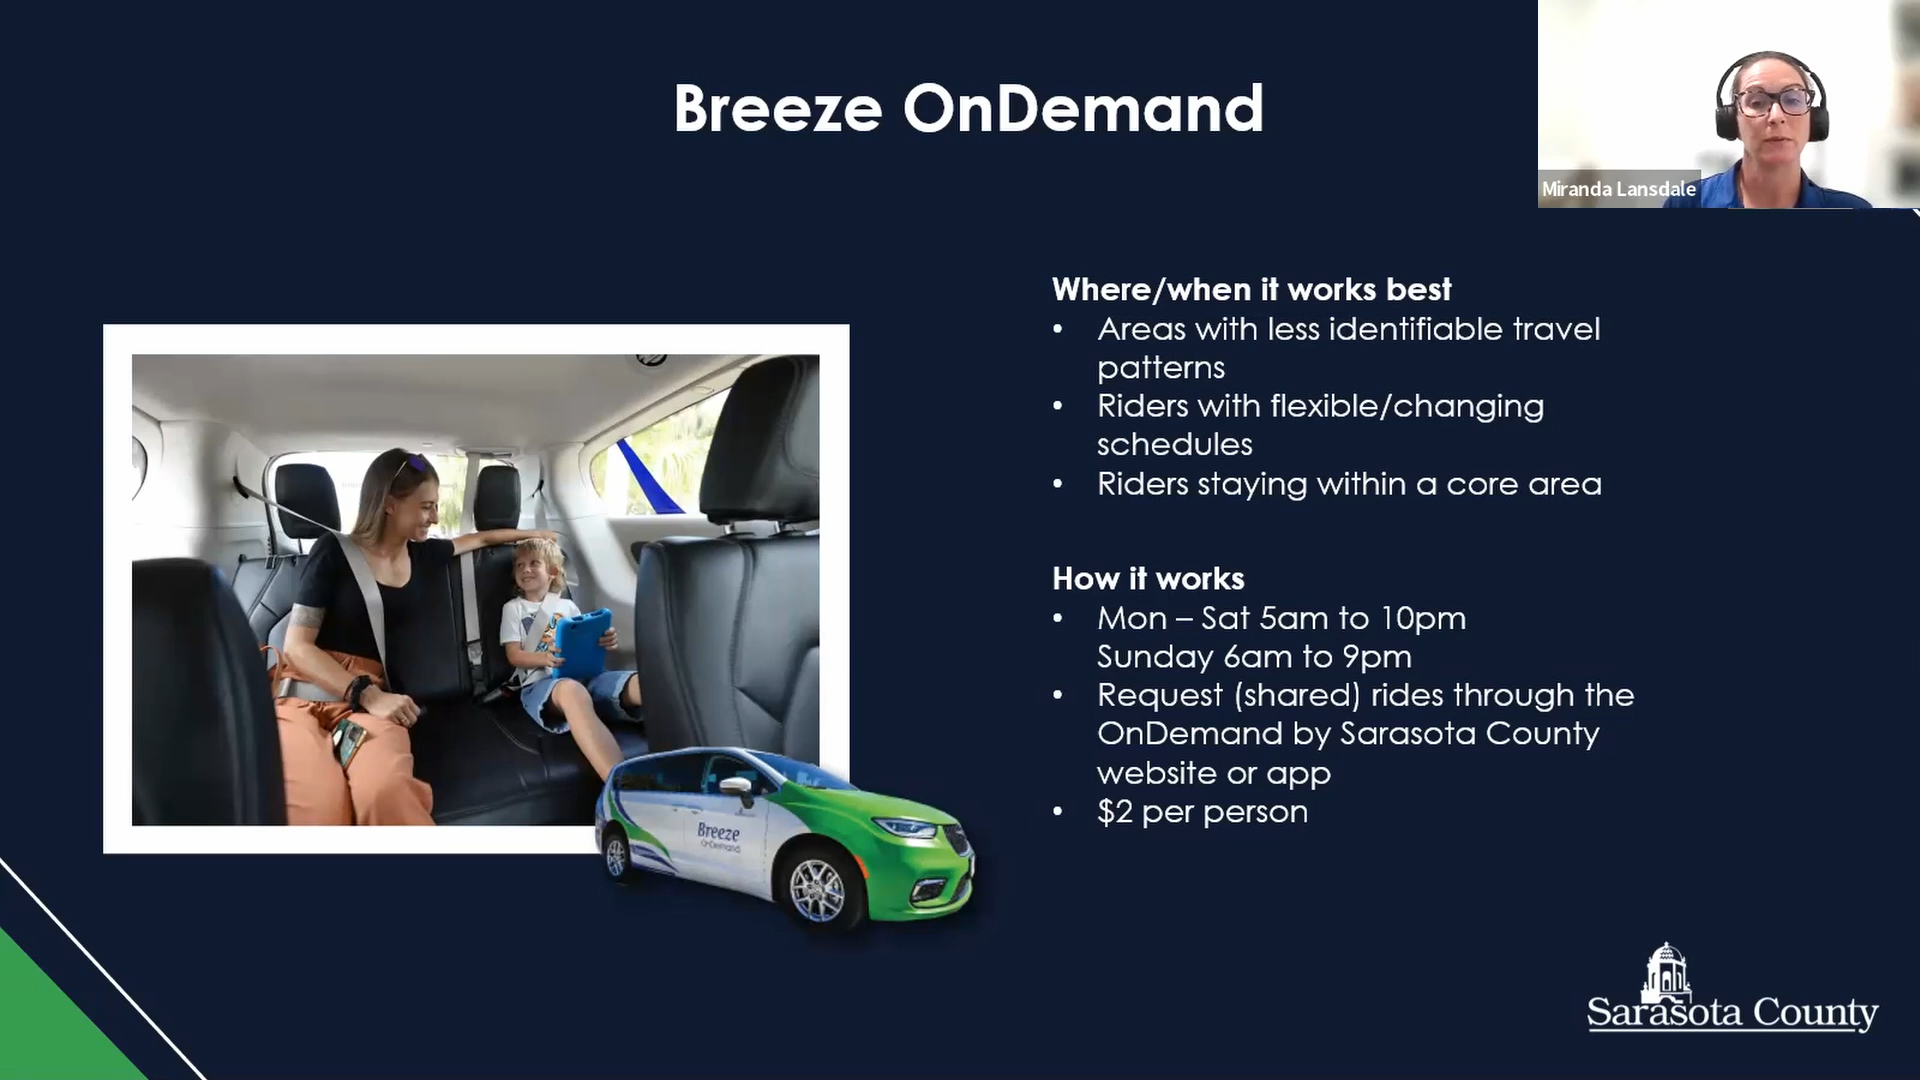 Breeze OnDemand
Miranda Lansdale
Where/when it works best
• Areas with less identifiable travel
patterns
• Riders with flexible/changing
schedules
• Riders staying within a core area
How it works
• Mon – Sat 5am to 10pm
Sunday 6am to 9pm
• Request (shared) rides through the
OnDemand by Sarasota County
website or app
• $2 per person
Breeze
OnDemand
Sarasota County